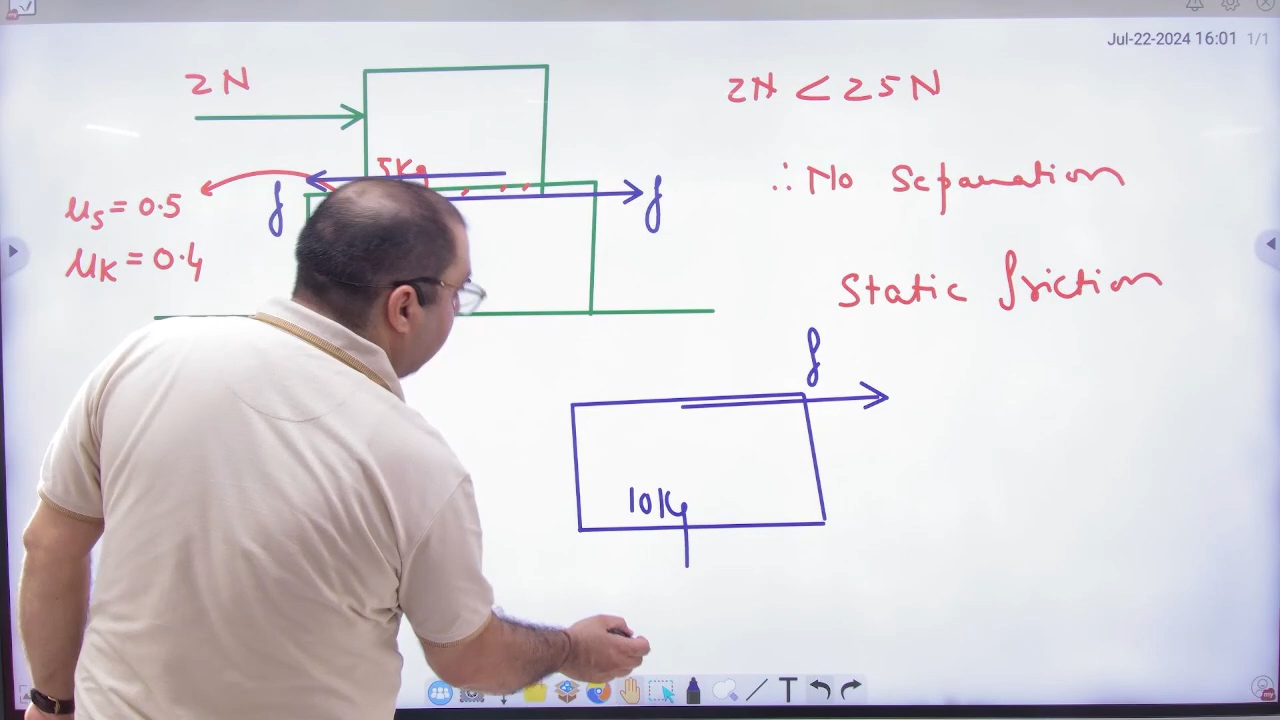 Jul-22-2024 16:01 1/1
2N
5Kg
f
f
μs = 0.5
μK = 0.4
2N < 25N
∴ No Separation
Static friction
f
10Kg
T